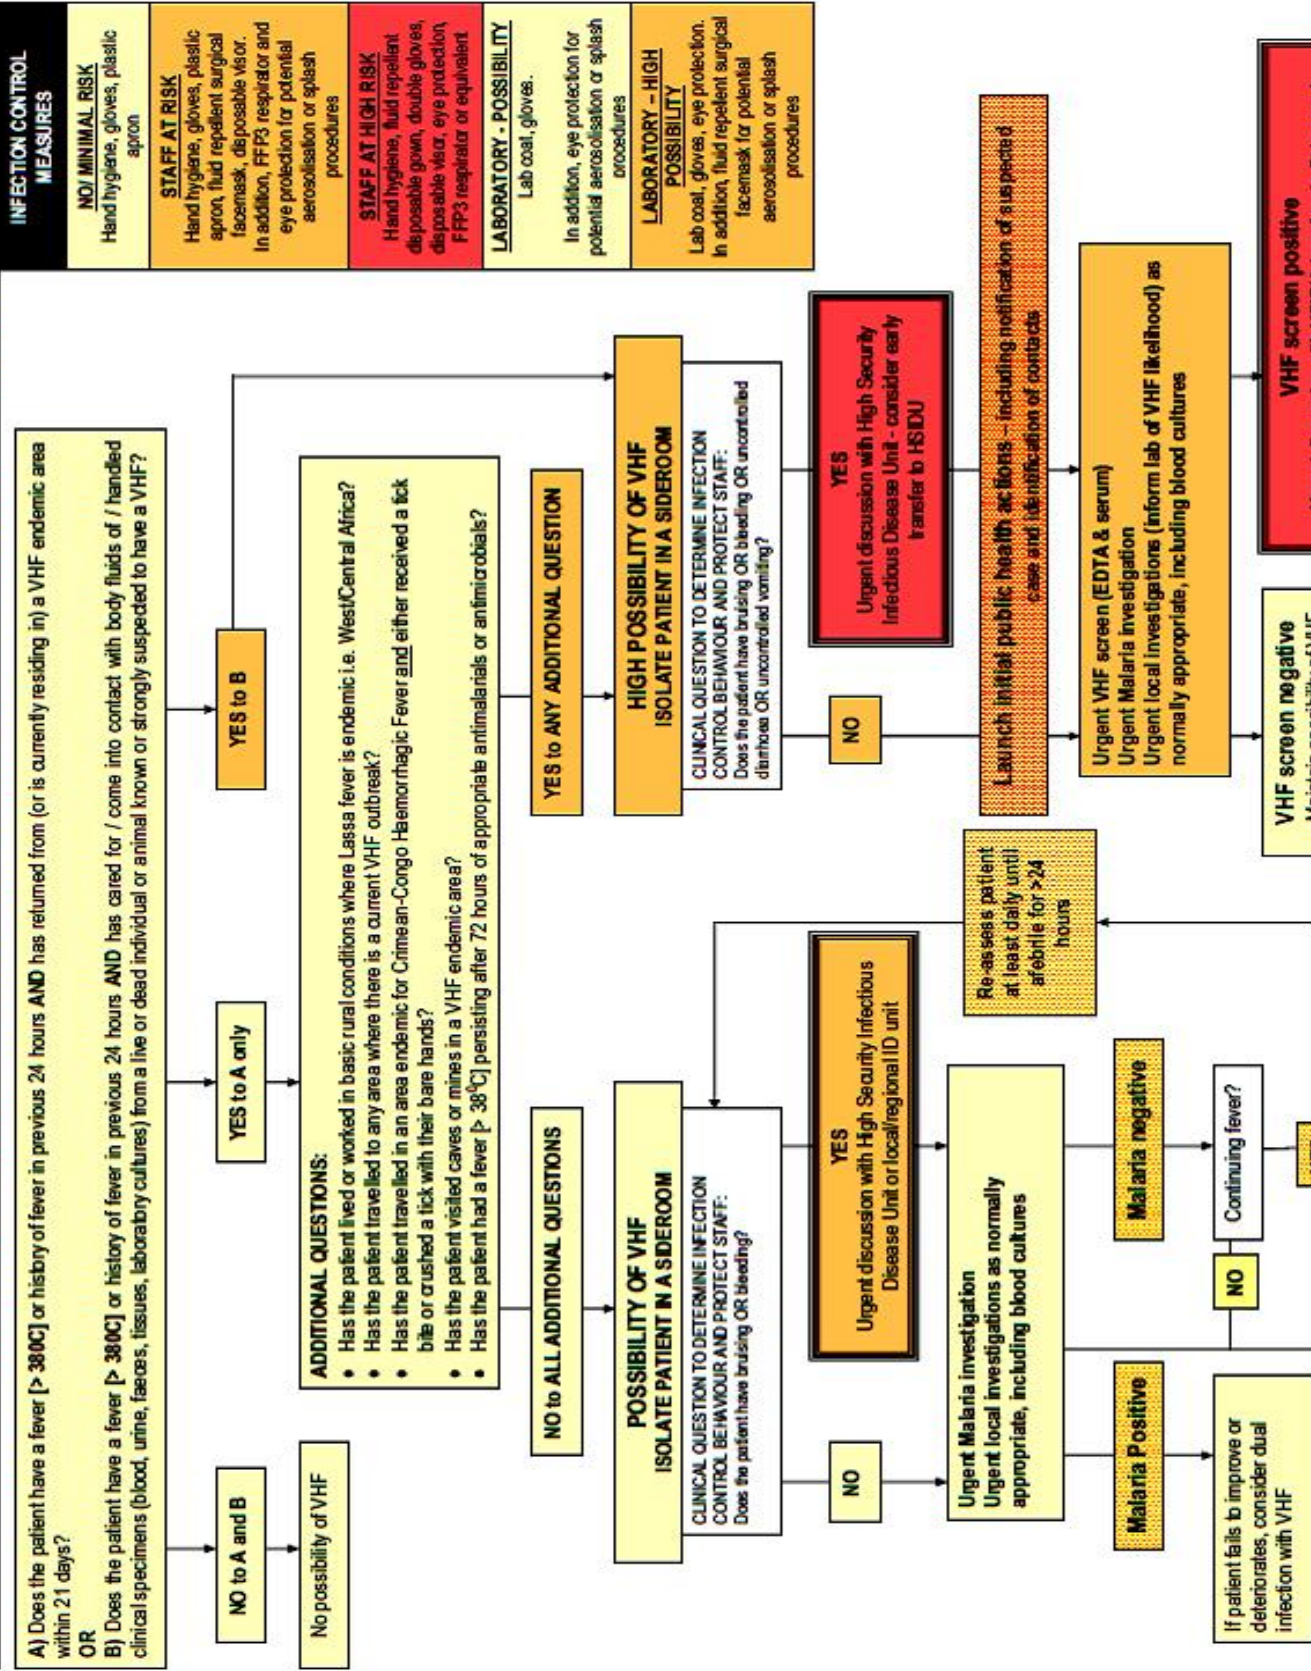 A) Does the patient have a fever [> 380C] or history of fever in previous 24 hours AND has returned from (or is currently residing in) a VHF endemic area
within 21 days?
OR
B) Does the patient have a fever [> 380C] or history of fever in previous 24 hours AND has cared for / come into contact with body fluids of / handled
clinical specimens (blood, urine, faeces, tissues, laboratory cultures) from a live or dead individual or animal known or strongly suspected to have a VHF?
INFECTION CONTROL
MEASURES
NO/ MINIMAL RISK
Hand hygiene, gloves, plastic
apron
STAFF AT RISK
Hand hygiene, gloves, plastic
apron, fluid repellent surgical
facemask, disposable visor.
In addition, FFP3 respirator and
eye protection for potential
aerosolisation or splash
procedures
STAFF AT HIGH RISK
Hand hygiene, fluid repellent
disposable gown, double gloves,
disposable visor, eye protection,
FFP3 respirator or equivalent
LABORATORY - POSSIBILITY
Lab coat, gloves.
In addition, eye protection for
potential aerosolisation or splash
procedures
LABORATORY – HIGH
POSSIBILITY
Lab coat, gloves, eye protection.
In addtion, fluid repelent surgical
facemask for potential
aerosolisation or splash
procedures
NO to A and B
YES to A only
YES to B
No possibility of VHF
ADDITIONAL QUESTIONS:
• Has the patient lived or worked in basic rural conditions where Lassa fever is endemic i.e. West/Central Africa?
• Has the patient travelled to any area where there is a current VHF outbreak?
• Has the patient travelled in an area endemic for Crimean-Congo Haemorrhagic Fever and either received a tick
bite or crushed a tick with their bare hands?
• Has the patient visited caves or mines in a VHF endemic area?
• Has the patient had a fever [> 38⁰C] persisting after 72 hours of appropriate antimalarials or antimicrobials?
NO to ALL ADDITIONAL QUESTIONS
YES to ANY ADDITIONAL QUESTION
POSSIBILITY OF VHF
ISOLATE PATIENT IN A SIDEROOM
CLINICAL QUESTION TO DETERMINE INFECTION
CONTROL BEHAVIOUR AND PROTECT STAFF:
Does the patient have bruising OR bleeding?
HIGH POSSIBILITY OF VHF
ISOLATE PATIENT IN A SIDEROOM
CLINICAL QUESTION TO DETERMINE INFECTION
CONTROL BEHAVIOUR AND PROTECT STAFF:
Does the patient have bruising OR bleeding OR uncontrolled
diarrhoea OR uncontrolled vomiting?
NO
YES
Urgent discussion with High Security Infectious
Disease Unit or local/regional ID unit
NO
YES
Urgent discussion with High Security
Infectious Disease Unit - consider early
transfer to HSIDU
Urgent Malaria investigation
Urgent local investigations as normally
appropriate, including blood cultures
Re-assess patient
at least daily until
afebrile for >24
hours
Launch initial public health actions – including notification of suspected
case and identification of contacts
Malaria Positive
Malaria negative
Urgent VHF screen (EDTA & serum)
Urgent Malaria investigation
Urgent local investigations (inform lab of VHF likelihood) as
normally appropriate, including blood cultures
If patient fails to improve or
deteriorates, consider dual
infection with VHF
NO
Continuing fever?
VHF screen negative
VHF screen positive